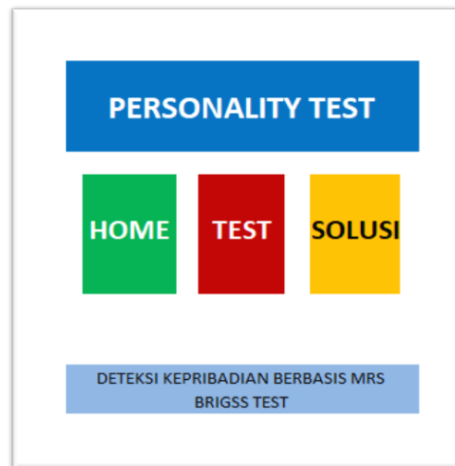 PERSONALITY TEST
HOME
TEST
SOLUSI
DETEKSI KEPRIBADIAN BERBASIS MRS
BRIGSS TEST